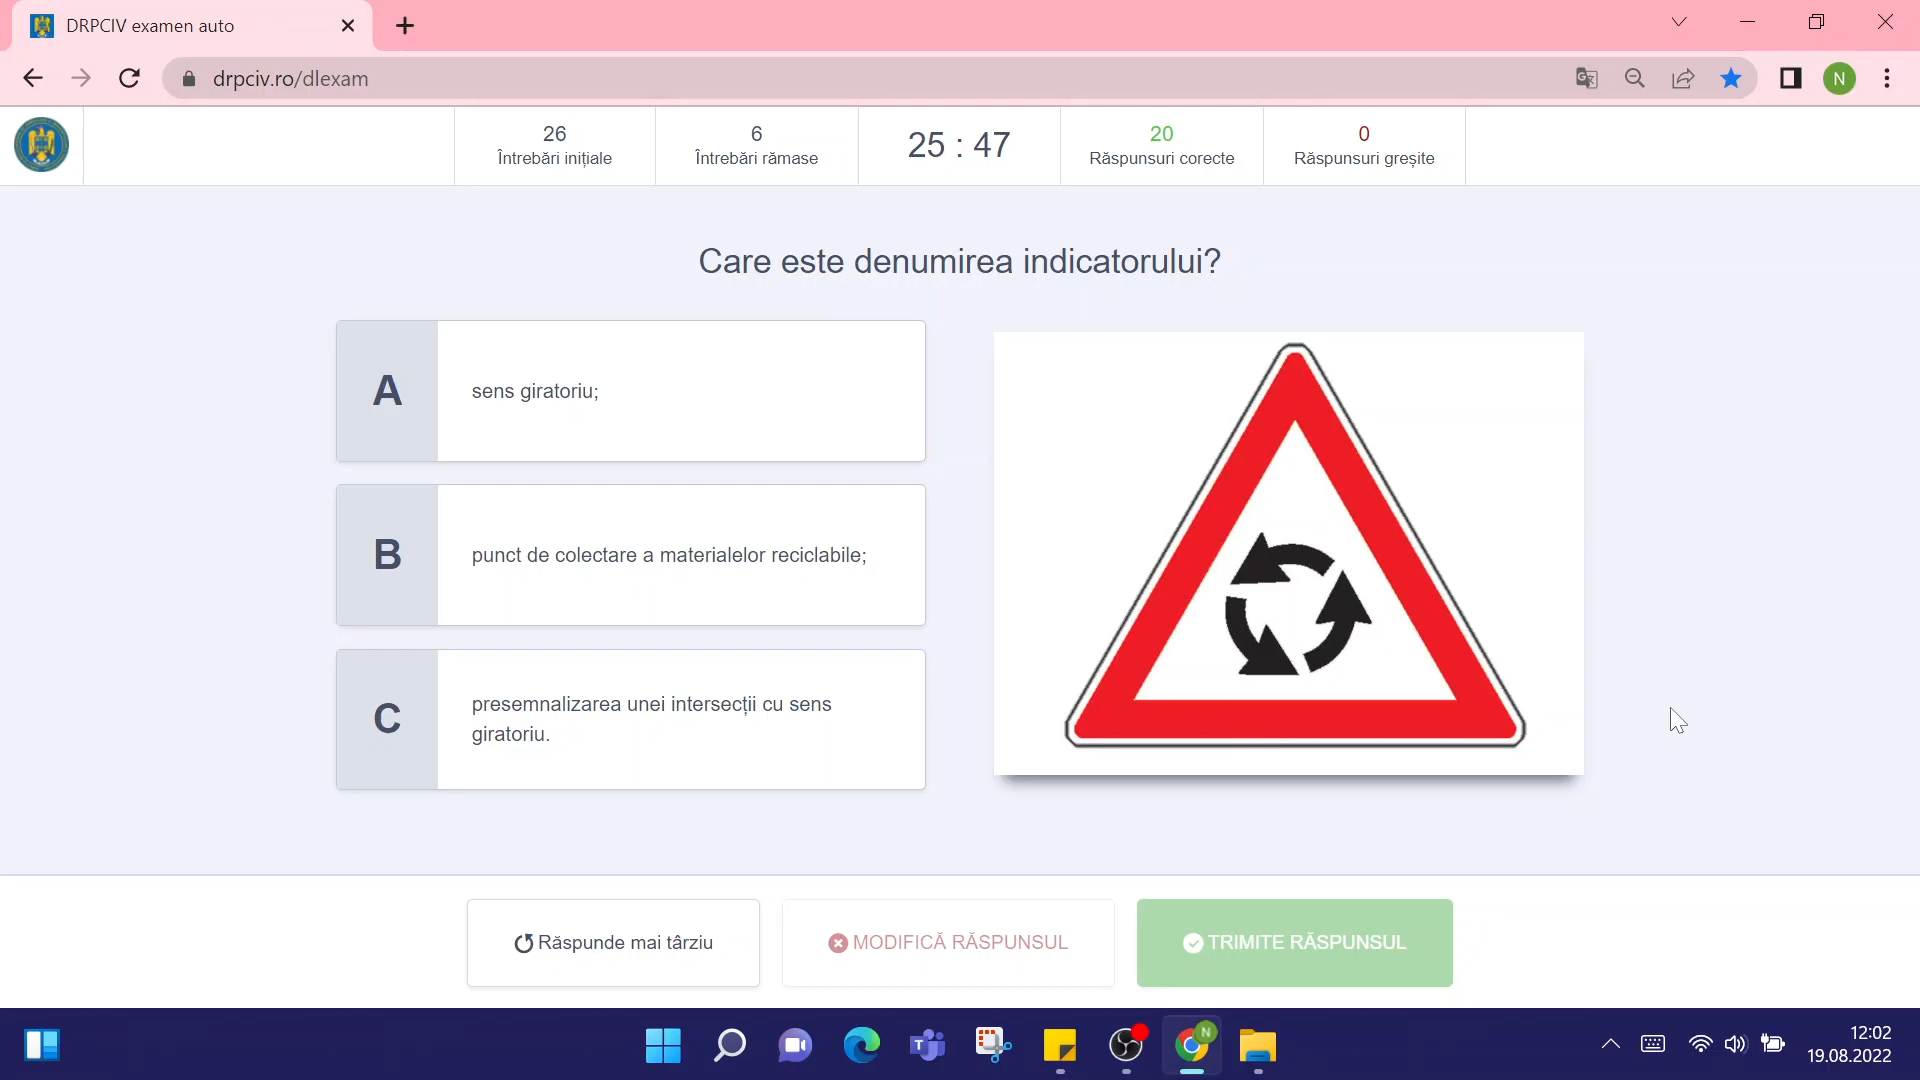 DRPCIV examen auto
drpciv.ro/dlexam
N
26
Întrebări inițiale
6
Întrebări rămase
25 : 47
20
Răspunsuri corecte
0
Răspunsuri greșite
Care este denumirea indicatorului?
A
sens giratoriu;
B
punct de colectare a materialelor reciclabile;
C
presemnalizarea unei intersecții cu sens
giratoriu.
Răspunde mai târziu
MODIFICĂ RĂSPUNSUL
TRIMITE RĂSPUNSUL
N
12:02
19.08.2022